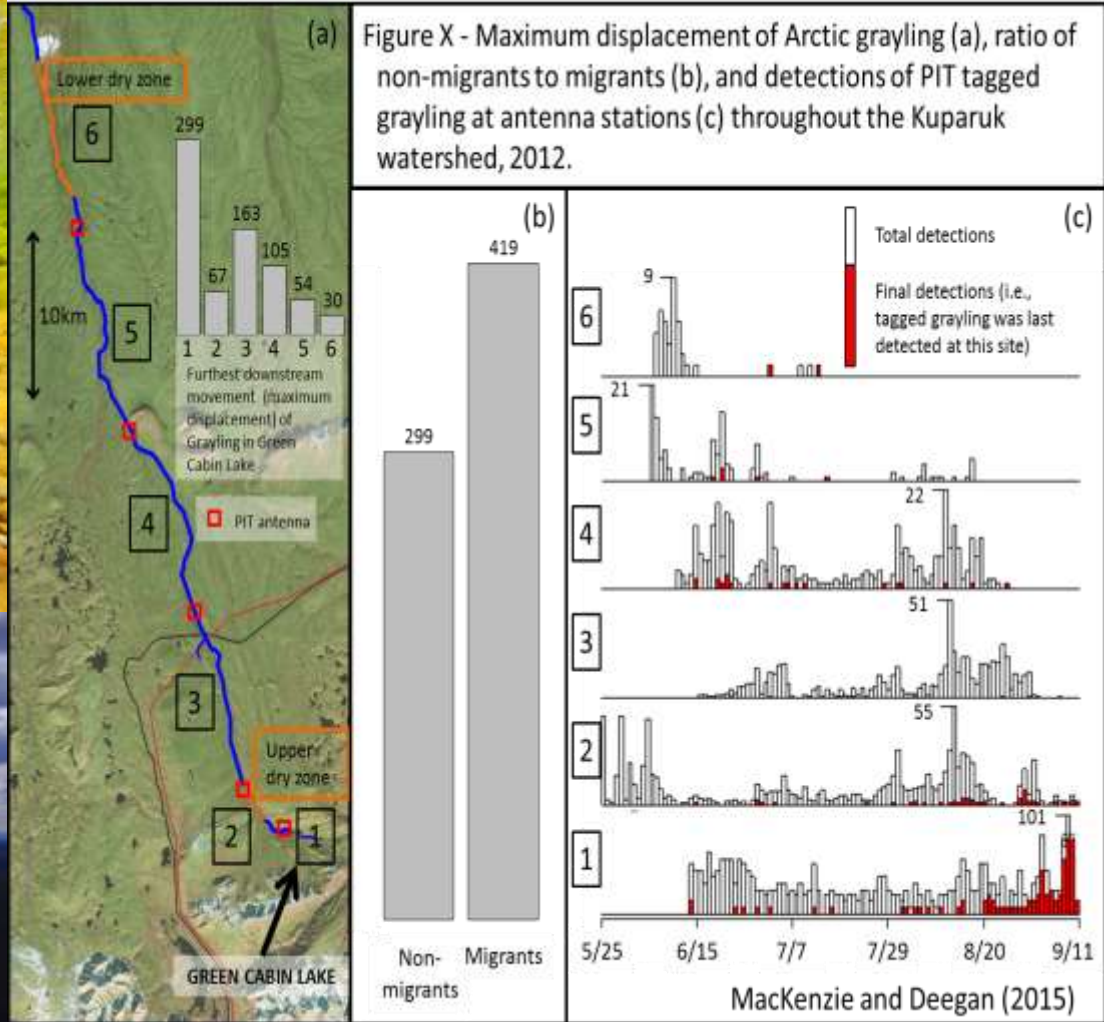 (a)
Lower dry zone
6
299
163
105
67
54
30
1 2 3 4 5 6
Furthest downstream
movement (maximum
displacement) of
Grayling in Green
Cabin Lake
10km
5
4
PIT antenna
3
Upper
dry zone
2
1
GREEN CABIN LAKE
Figure X - Maximum displacement of Arctic grayling (a), ratio of
non-migrants to migrants (b), and detections of PIT tagged
grayling at antenna stations (c) throughout the Kuparuk
watershed, 2012.
(b)
419
299
Non-
migrants
Migrants
(c)
Total detections
Final detections (i.e.,
tagged grayling was last
detected at this site)
6
9
5
21
4
22
3
51
2
55
1
101
5/25 6/15 7/7 7/29 8/20 9/11
MacKenzie and Deegan (2015)